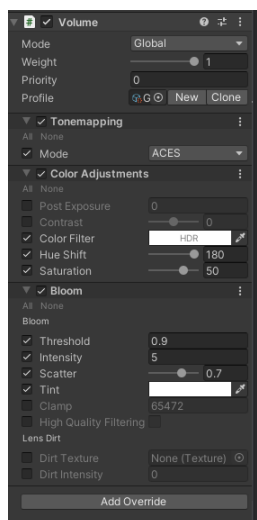 Volume
Mode Global
Weight 1
Priority 0
Profile G New Clone
Tonemapping
All None
Mode ACES
Color Adjustments
All None
Post Exposure 0
Contrast 0
Color Filter HDR
Hue Shift 180
Saturation 50
Bloom
All None
Bloom
Threshold 0.9
Intensity 5
Scatter 0.7
Tint
Clamp 65472
High Quality Filtering
Lens Dirt
Dirt Texture None (Texture)
Dirt Intensity 0
Add Override